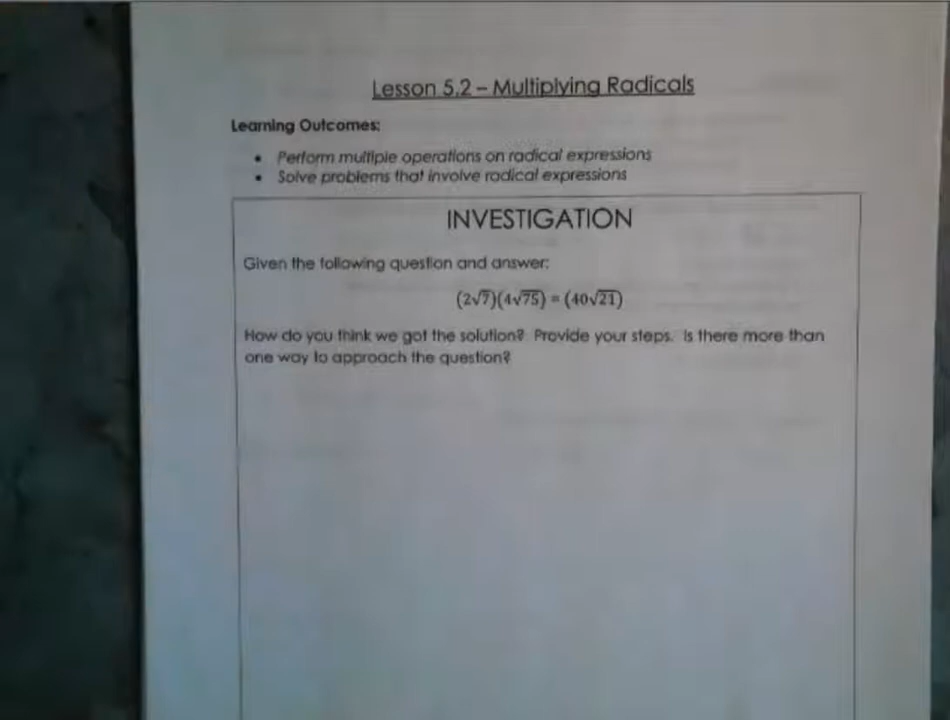 Lesson 5.2 – Multiplying Radicals
Learning Outcomes:
• Perform multiple operations on radical expressions
• Solve problems that involve radical expressions
INVESTIGATION
Given the following question and answer:
(2√7)(4√75) = (40√21)
How do you think we got the solution? Provide your steps. Is there more than
one way to approach the question?